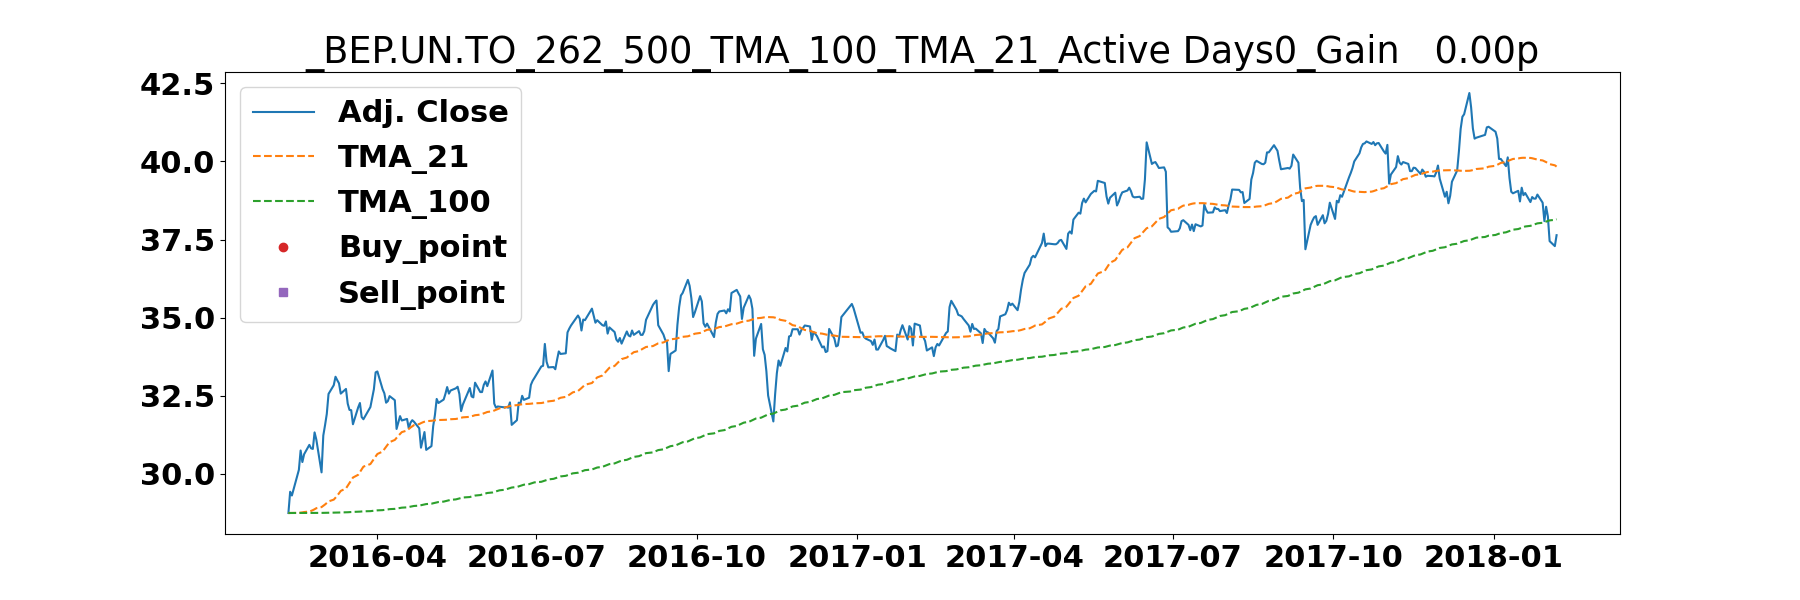 _BEP.UN.TO_262_500_TMA_100_TMA_21_Active Days0_Gain   0.00p
42.5
40.0
37.5
35.0
32.5
30.0
Adj. Close
TMA_21
TMA_100
Buy_point
Sell_point
2016-04 2016-07 2016-10 2017-01 2017-04 2017-07 2017-10 2018-01